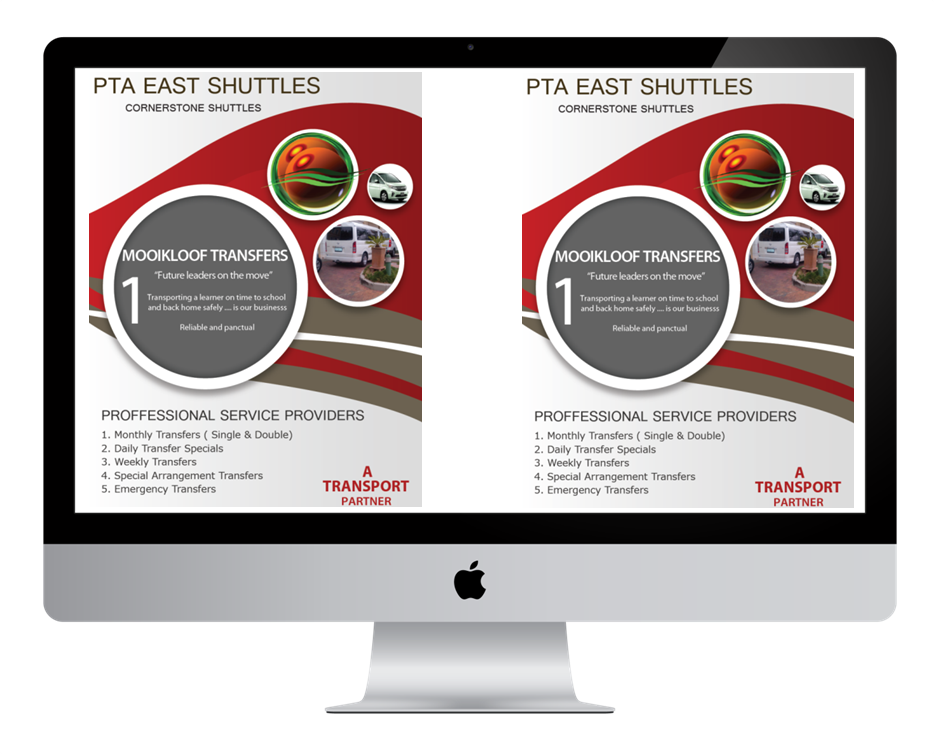 PTA EAST SHUTTLES
CORNERSTONE SHUTTLES
MOOIKLOOF TRANSFERS
“Future leaders on the move”
1
Transporting a learner on time to school
and back home safely .... is our businesss
Reliable and panctual
PROFFESSIONAL SERVICE PROVIDERS
1. Monthly Transfers ( Single & Double)
2. Daily Transfer Specials
3. Weekly Transfers
4. Special Arrangement Transfers
5. Emergency Transfers
A
TRANSPORT
PARTNER
PTA EAST SHUTTLES
CORNERSTONE SHUTTLES
MOOIKLOOF TRANSFERS
“Future leaders on the move”
1
Transporting a learner on time to school
and back home safely .... is our businesss
Reliable and panctual
PROFFESSIONAL SERVICE PROVIDERS
1. Monthly Transfers ( Single & Double)
2. Daily Transfer Specials
3. Weekly Transfers
4. Special Arrangement Transfers
5. Emergency Transfers
A
TRANSPORT
PARTNER